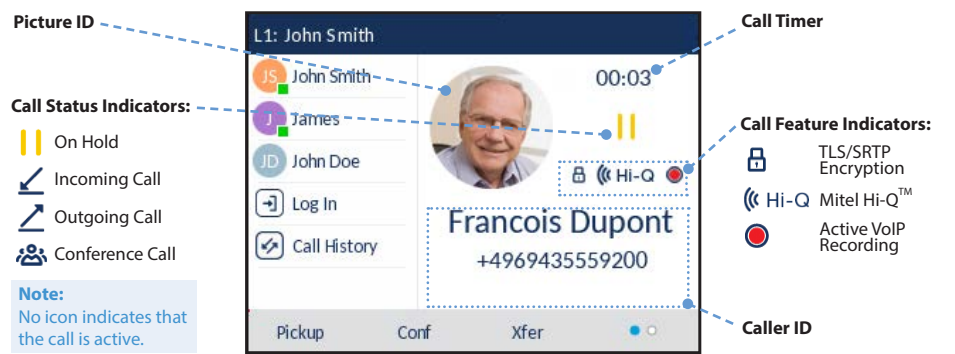 Picture ID
Call Status Indicators:
On Hold
Incoming Call
Outgoing Call
Conference Call
Note:
No icon indicates that
the call is active.
L1: John Smith
JS John Smith
J James
JD John Doe
Log In
Call History
00:03
Hi-Q
Francois Dupont
+4969435559200
Pickup Conf Xfer
Call Timer
Call Feature Indicators:
TLS/SRTP
Encryption
Hi-Q Mitel Hi-Q™
Active VoIP
Recording
Caller ID